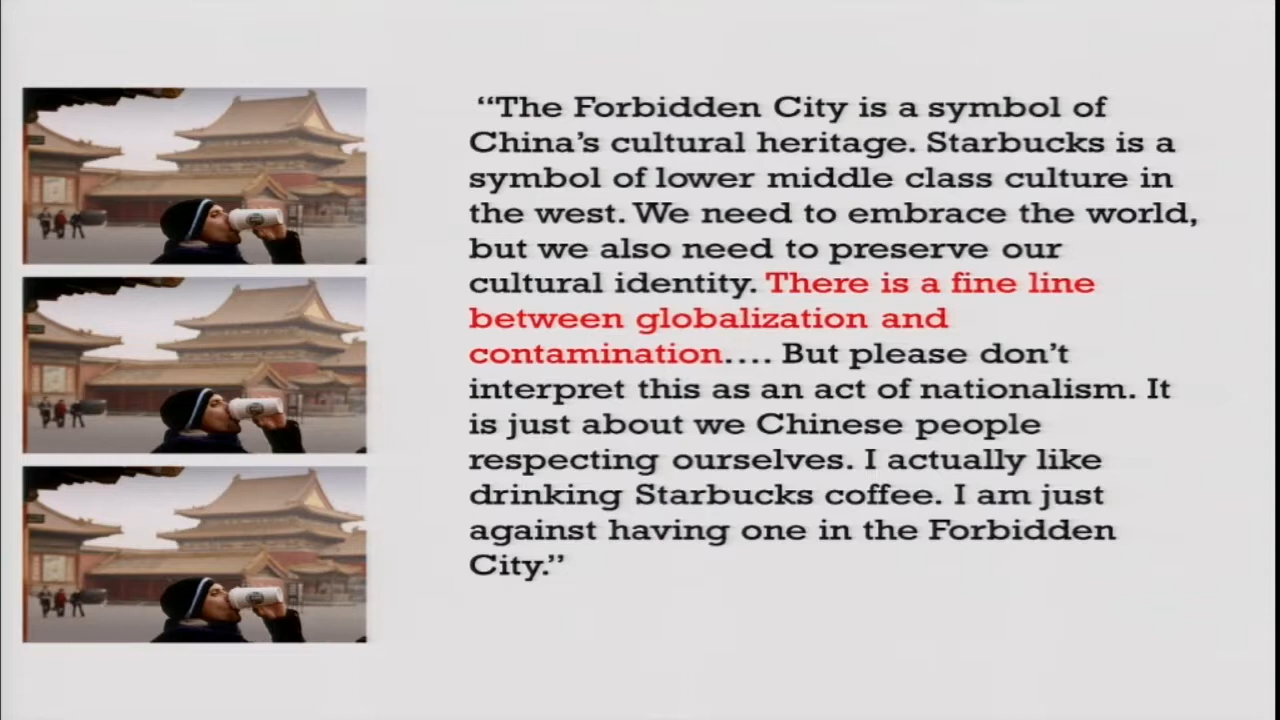 “The Forbidden City is a symbol of
China’s cultural heritage. Starbucks is a
symbol of lower middle class culture in
the west. We need to embrace the world,
but we also need to preserve our
cultural identity. There is a fine line
between globalization and
contamination.... But please don’t
interpret this as an act of nationalism. It
is just about we Chinese people
respecting ourselves. I actually like
drinking Starbucks coffee. I am just
against having one in the Forbidden
City.”